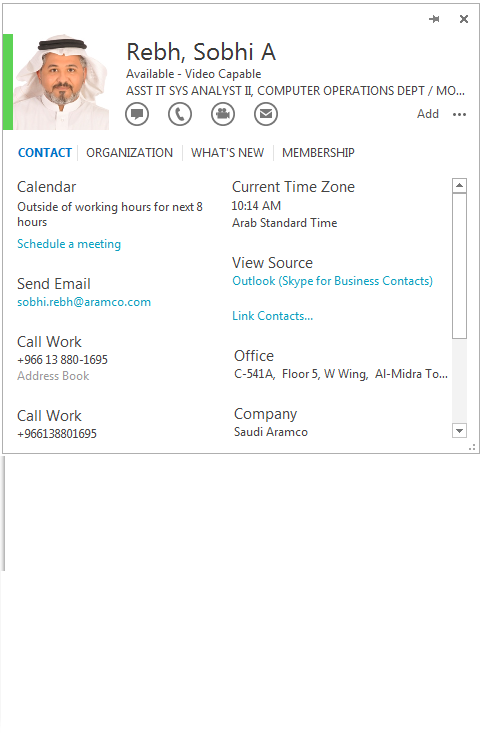 Rebh, Sobhi A
Available - Video Capable
ASST IT SYS ANALYST II, COMPUTER OPERATIONS DEPT / MO...
Add
CONTACT
ORGANIZATION
WHAT'S NEW
MEMBERSHIP
Calendar
Outside of working hours for next 8
hours
Schedule a meeting
Send Email
sobhi.rebh@aramco.com
Call Work
+966 13 880-1695
Address Book
Call Work
+966138801695
Current Time Zone
10:14 AM
Arab Standard Time
View Source
Outlook (Skype for Business Contacts)
Link Contacts...
Office
C-541A,  Floor 5, W Wing,  Al-Midra To...
Company
Saudi Aramco